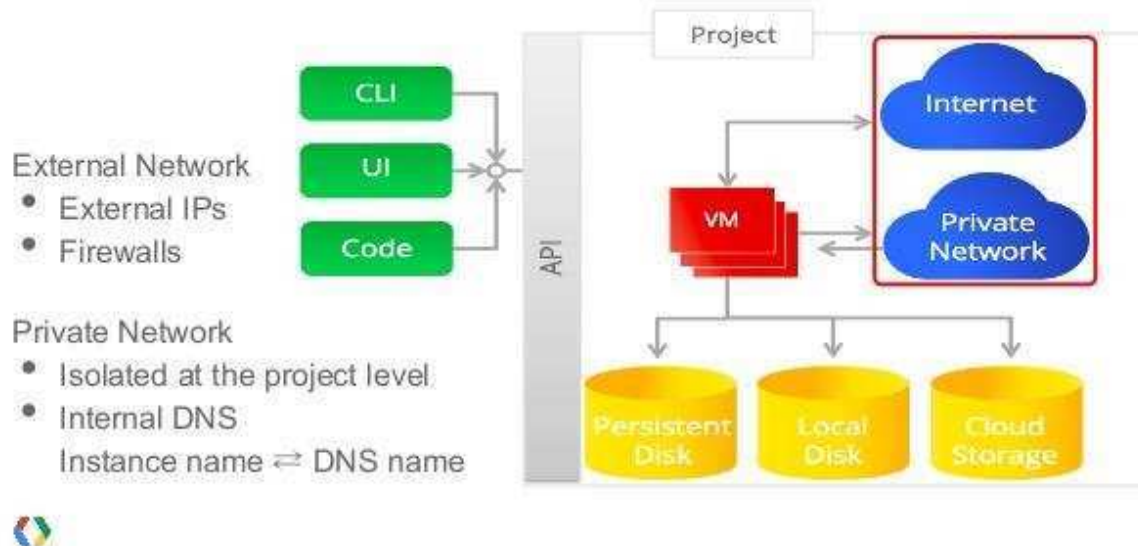 External Network
• External IPs
• Firewalls
Private Network
• Isolated at the project level
• Internal DNS
Instance name ⇄ DNS name
CLI
UI
Code
API
Project
Internet
Private
Network
VM
Persistent
Disk
Local
Disk
Cloud
Storage